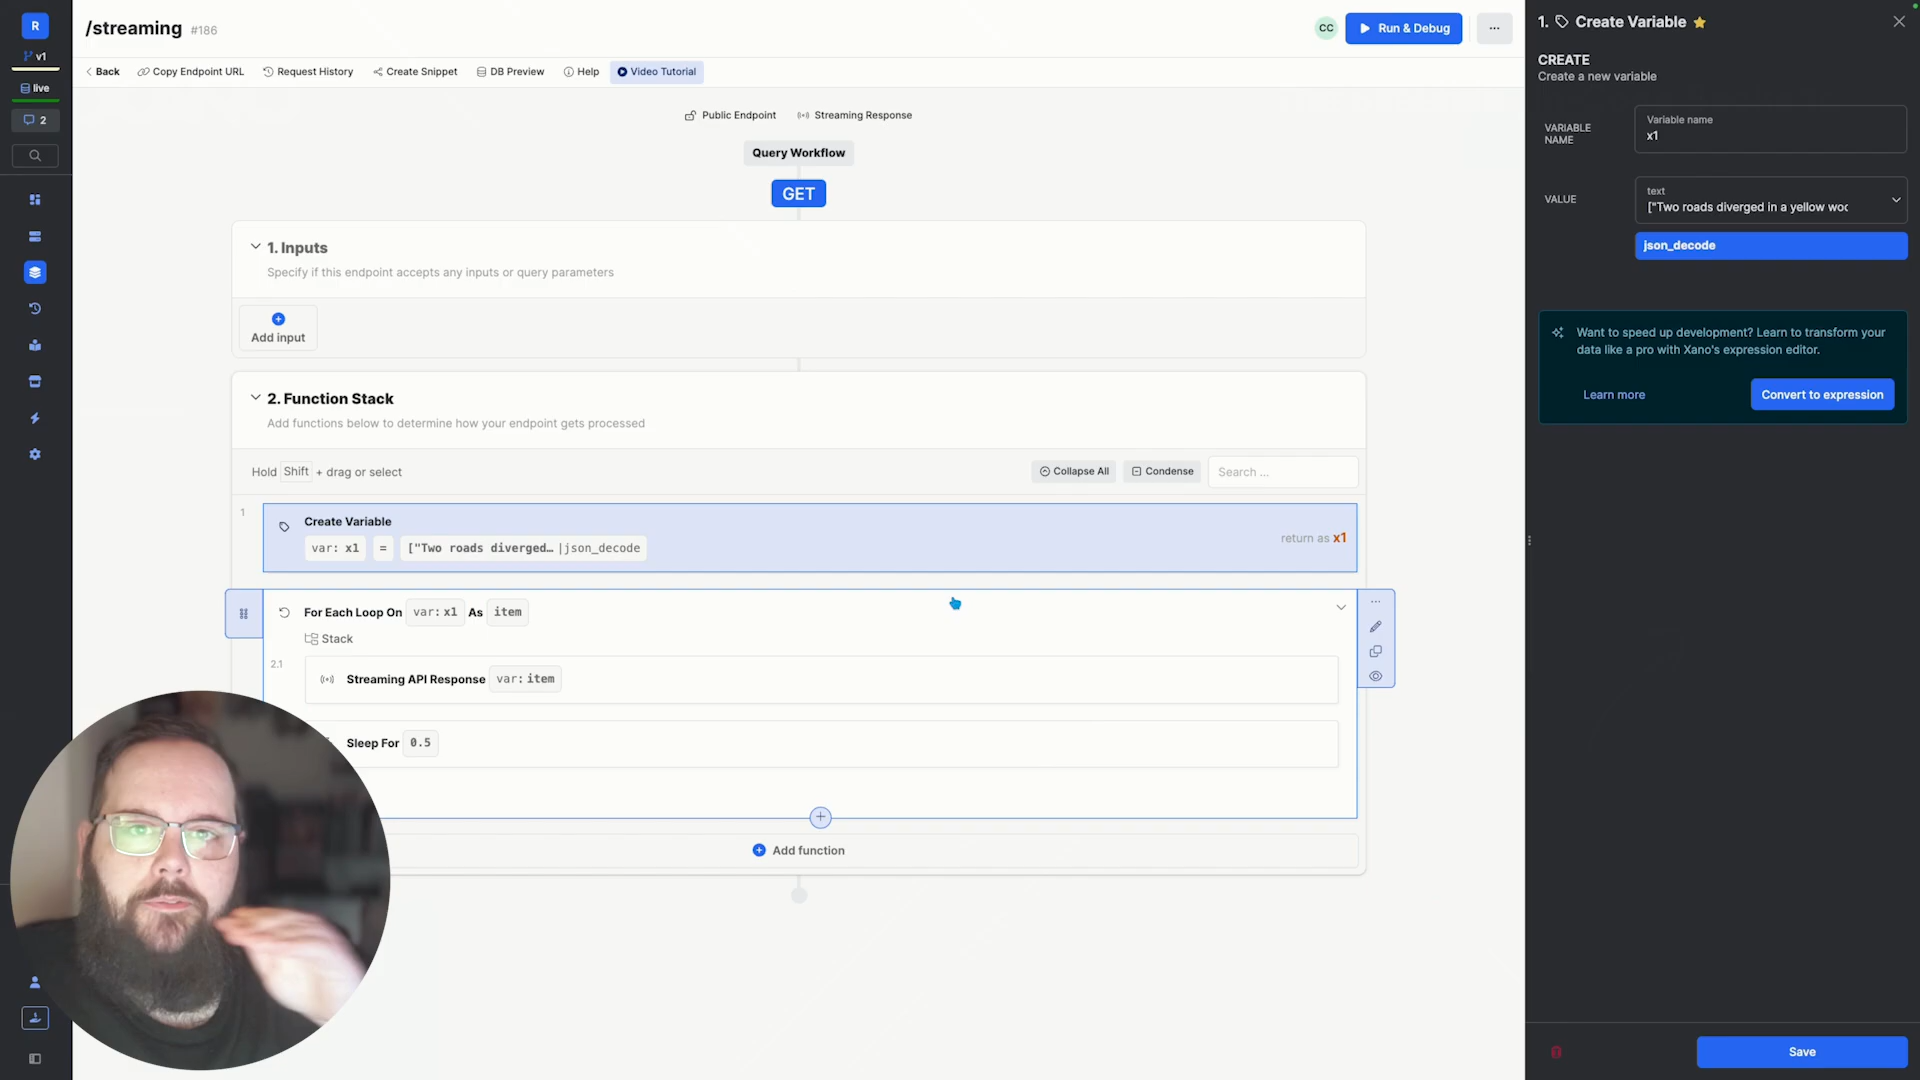 R
v1
live
2
/streaming #186
CC
Run & Debug
...
Back
Copy Endpoint URL
Request History
Create Snippet
DB Preview
Help
Video Tutorial
Public Endpoint
Streaming Response
Query Workflow
GET
1. Inputs
Specify if this endpoint accepts any inputs or query parameters
Add input
2. Function Stack
Add functions below to determine how your endpoint gets processed
Hold Shift + drag or select
Collapse All
Condense
Search ...
1
Create Variable
var: x1 = ["Two roads diverged… |json_decode
return as x1
For Each Loop On var: x1 As item
Stack
2.1
Streaming API Response var: item
Sleep For 0.5
Add function
1. Create Variable
CREATE
Create a new variable
VARIABLE NAME
Variable name
x1
VALUE
text
["Two roads diverged in a yellow woo
json_decode
Want to speed up development? Learn to transform your
data like a pro with Xano's expression editor.
Learn more
Convert to expression
Save